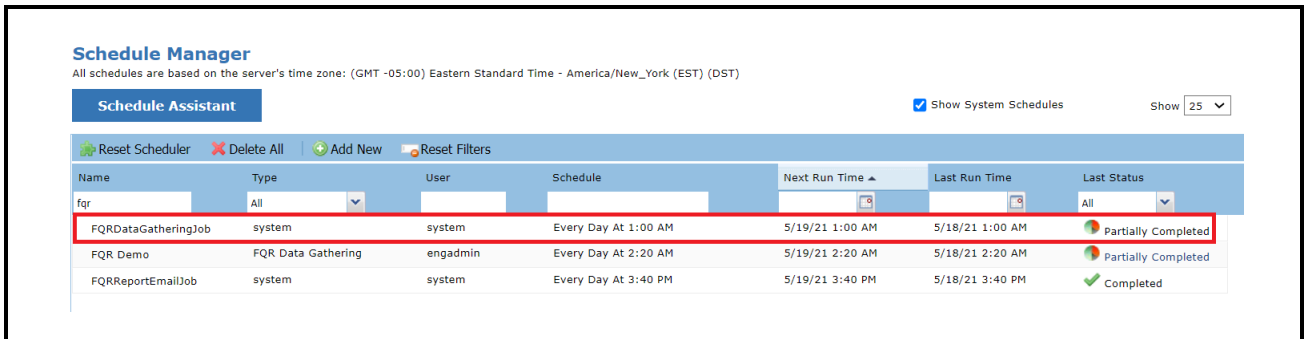 Schedule Manager
All schedules are based on the server's time zone: (GMT -05:00) Eastern Standard Time - America/New_York (EST) (DST)
Schedule Assistant Show System Schedules Show 25
Reset Scheduler Delete All Add New Reset Filters
Name Type User Schedule Next Run Time Last Run Time Last Status
fqr All All
FQRDataGatheringJob system system Every Day At 1:00 AM 5/19/21 1:00 AM 5/18/21 1:00 AM Partially Completed
FQR Demo FQR Data Gathering engadmin Every Day At 2:20 AM 5/19/21 2:20 AM 5/18/21 2:20 AM Partially Completed
FQRReportEmailJob system system Every Day At 3:40 PM 5/19/21 3:40 PM 5/18/21 3:40 PM Completed